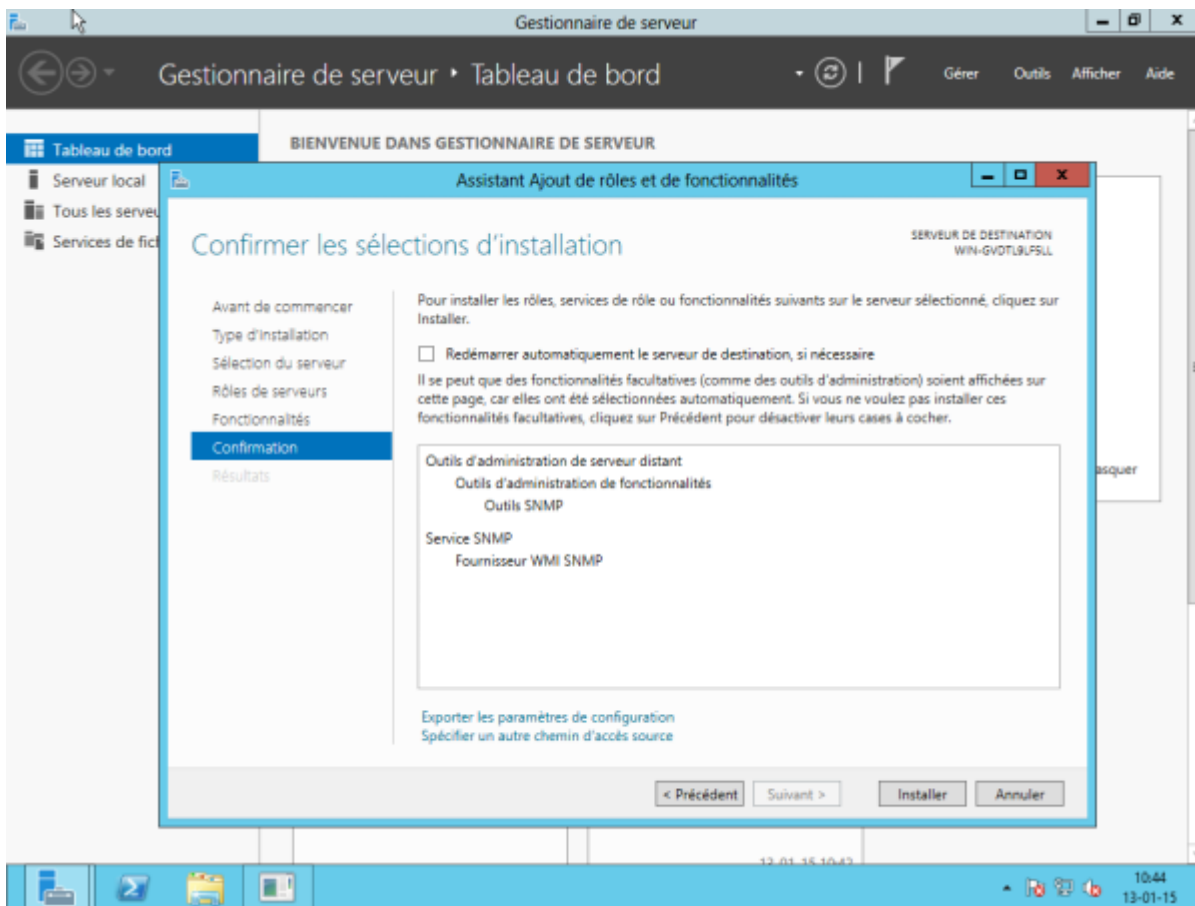 Gestionnaire de serveur
Gestionnaire de serveur ‣ Tableau de bord
Gérer Outils Afficher Aide
Tableau de bord
Serveur local
Tous les serveu
Services de fich
BIENVENUE DANS GESTIONNAIRE DE SERVEUR
Assistant Ajout de rôles et de fonctionnalités
Confirmer les sélections d'installation
SERVEUR DE DESTINATION
WIN-GVDTL9LF5LL
Avant de commencer
Type d'installation
Sélection du serveur
Rôles de serveurs
Fonctionnalités
Confirmation
Résultats
Pour installer les rôles, services de rôle ou fonctionnalités suivants sur le serveur sélectionné, cliquez sur
Installer.
Redémarrer automatiquement le serveur de destination, si nécessaire
Il se peut que des fonctionnalités facultatives (comme des outils d'administration) soient affichées sur
cette page, car elles ont été sélectionnées automatiquement. Si vous ne voulez pas installer ces
fonctionnalités facultatives, cliquez sur Précédent pour désactiver leurs cases à cocher.
Outils d'administration de serveur distant
Outils d'administration de fonctionnalités
Outils SNMP
Service SNMP
Fournisseur WMI SNMP
Exporter les paramètres de configuration
Spécifier un autre chemin d'accès source
< Précédent Suivant > Installer Annuler
asquer
13-01-15 10:42
10:44
13-01-15